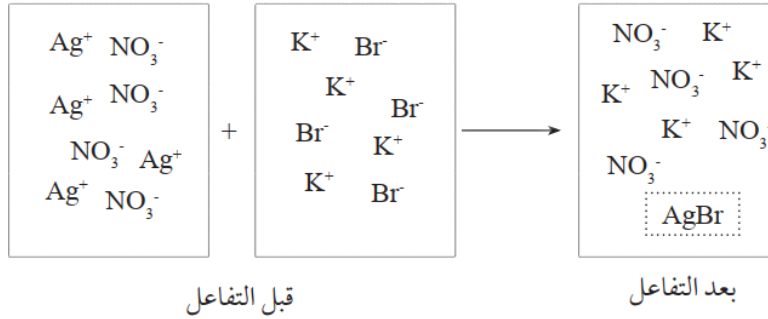 Ag⁺ NO₃⁻
Ag⁺ NO₃⁻
NO₃⁻ Ag⁺
Ag⁺ NO₃⁻
+
K⁺ Br⁻
K⁺
Br⁻
Br⁻
K⁺
K⁺
Br⁻
NO₃⁻ K⁺
K⁺ NO₃⁻ K⁺
K⁺ NO₃
NO₃⁻
AgBr
قبل التفاعل
بعد التفاعل